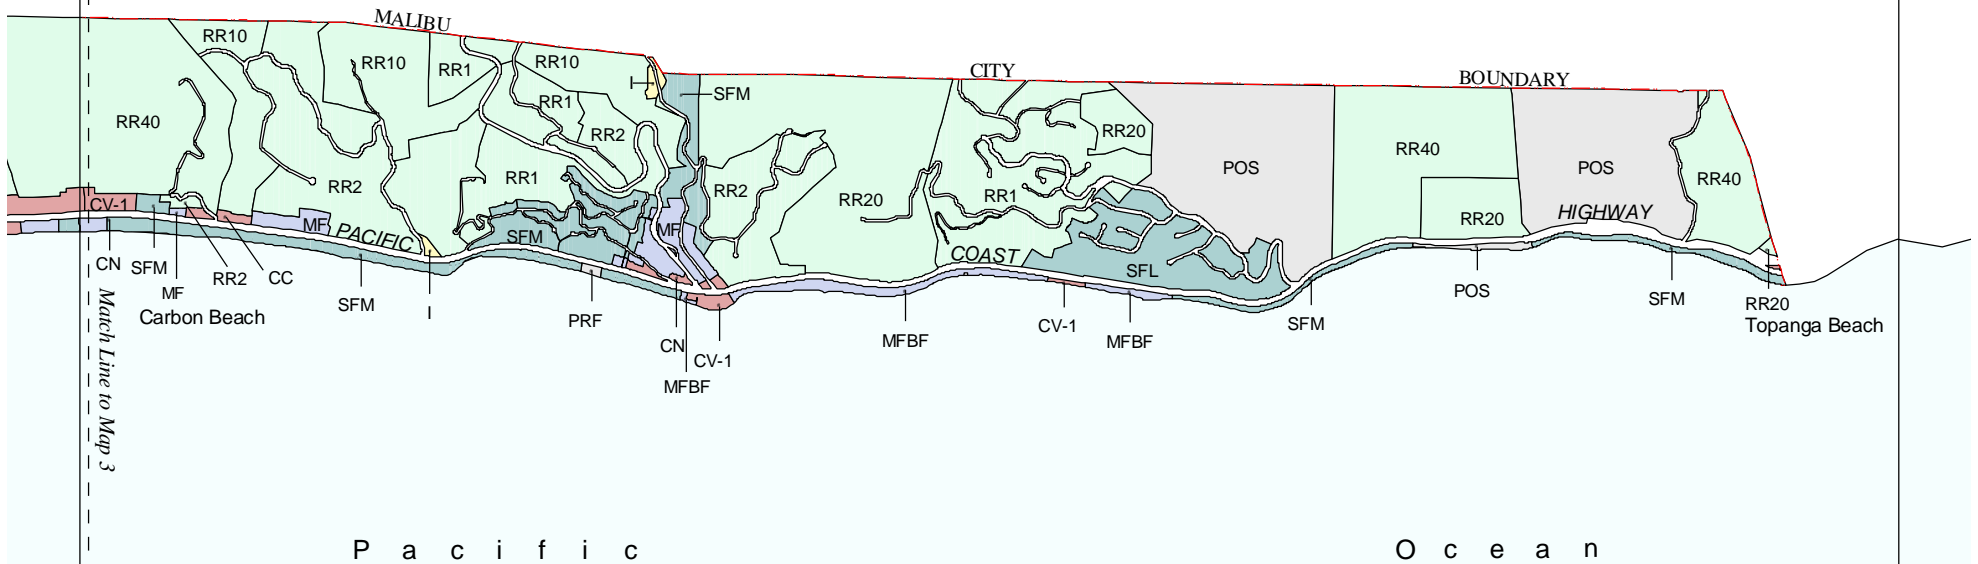 MALIBU
CITY
BOUNDARY
RR10
RR10
RR1
RR10
I
SFM
RR1
RR2
RR40
RR20
RR40
POS
POS
RR40
RR2
RR1
RR2
RR20
RR1
RR20
CV-1
MF
PACIFIC
SFM
MF
COAST
SFL
HIGHWAY
CN
SFM
MF
RR2
CC
SFM
I
PRF
CN
MFBF
CV-1
MFBF
CV-1
MFBF
SFM
POS
SFM
RR20
Carbon Beach
Topanga Beach
Match Line to Map 3
Pacific
Ocean